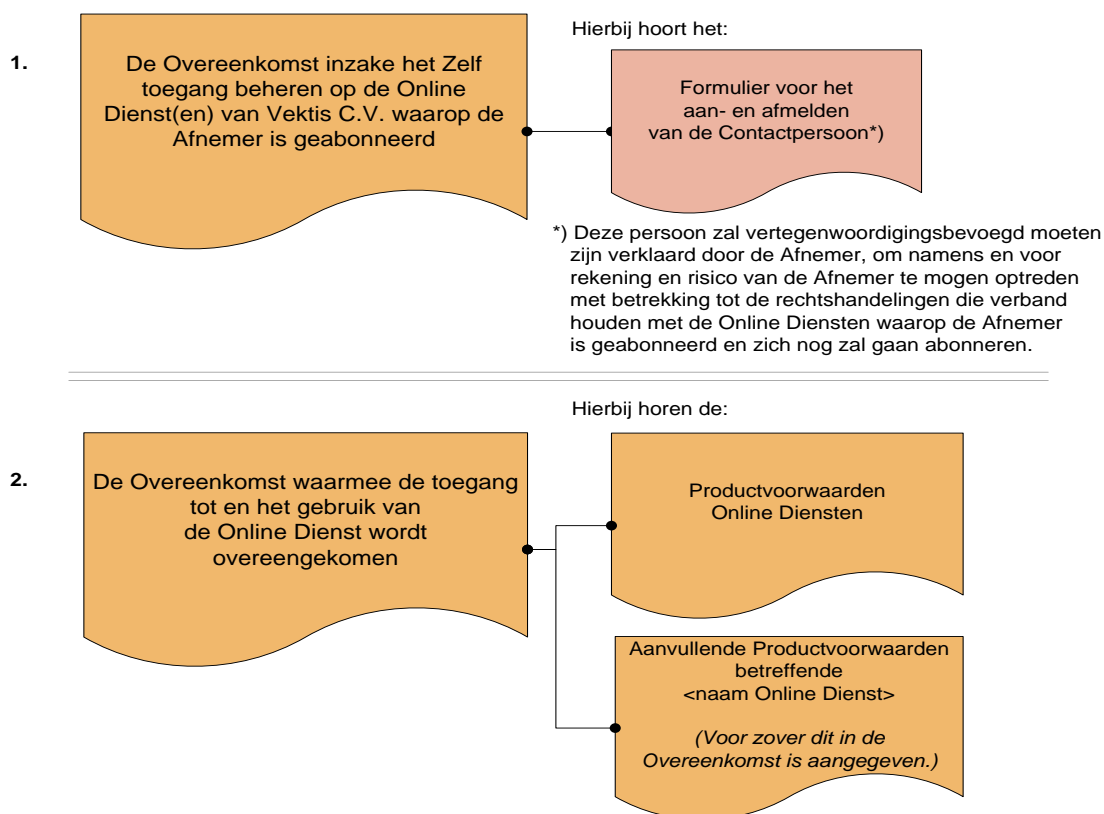 Hierbij hoort het:
1.
De Overeenkomst inzake het Zelf
toegang beheren op de Online
Dienst(en) van Vektis C.V. waarop de
Afnemer is geabonneerd
Formulier voor het
aan- en afmelden
van de Contactpersoon*)
*) Deze persoon zal vertegenwoordigingsbevoegd moeten
zijn verklaard door de Afnemer, om namens en voor
rekening en risico van de Afnemer te mogen optreden
met betrekking tot de rechtshandelingen die verband
houden met de Online Diensten waarop de Afnemer
is geabonneerd en zich nog zal gaan abonneren.
Hierbij horen de:
2.
De Overeenkomst waarmee de toegang
tot en het gebruik van
de Online Dienst wordt
overeengekomen
Productvoorwaarden
Online Diensten
Aanvullende Productvoorwaarden
betreffende
<naam Online Dienst>
(Voor zover dit in de
Overeenkomst is aangegeven.)